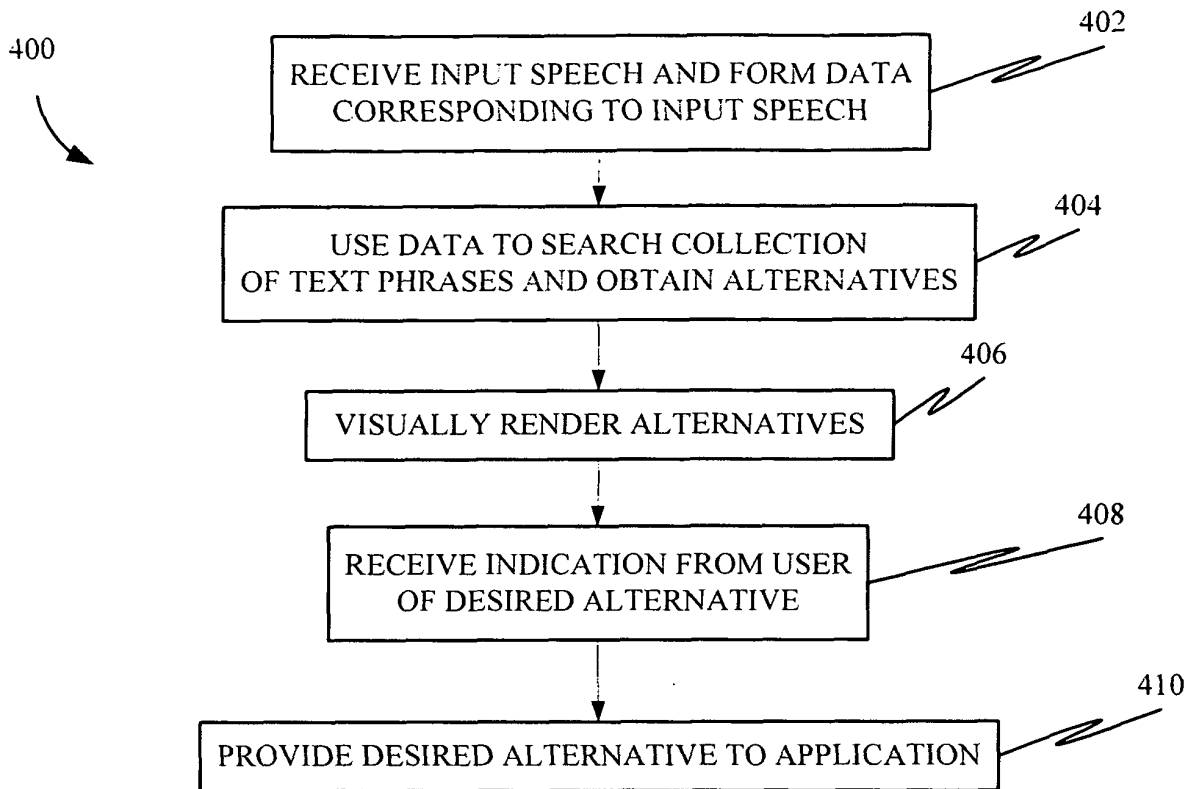 400
402
RECEIVE INPUT SPEECH AND FORM DATA
CORRESPONDING TO INPUT SPEECH
404
USE DATA TO SEARCH COLLECTION
OF TEXT PHRASES AND OBTAIN ALTERNATIVES
406
VISUALLY RENDER ALTERNATIVES
408
RECEIVE INDICATION FROM USER
OF DESIRED ALTERNATIVE
410
PROVIDE DESIRED ALTERNATIVE TO APPLICATION